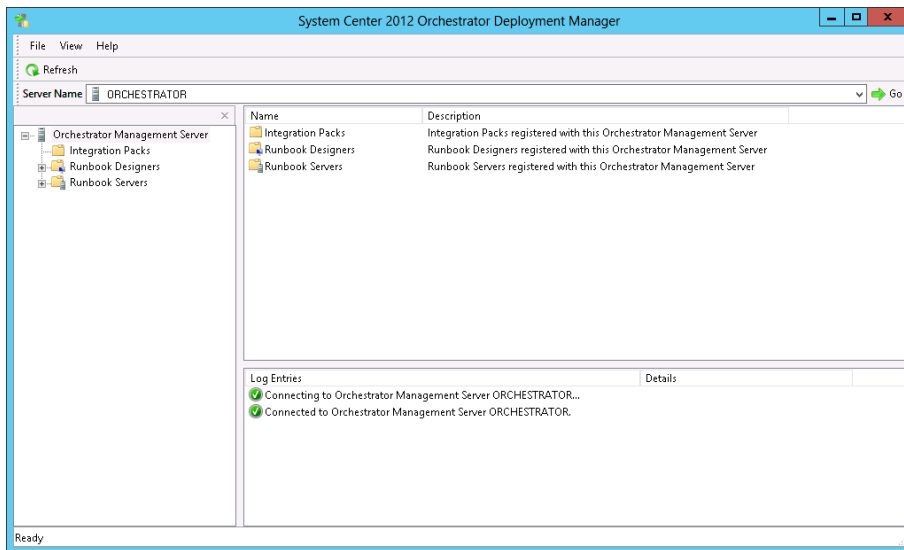 System Center 2012 Orchestrator Deployment Manager
File View Help
Refresh
Server Name ORCHESTRATOR Go
Orchestrator Management Server
Integration Packs
Runbook Designers
Runbook Servers
Name Description
Integration Packs Integration Packs registered with this Orchestrator Management Server
Runbook Designers Runbook Designers registered with this Orchestrator Management Server
Runbook Servers Runbook Servers registered with this Orchestrator Management Server
Log Entries Details
Connecting to Orchestrator Management Server ORCHESTRATOR...
Connected to Orchestrator Management Server ORCHESTRATOR.
Ready